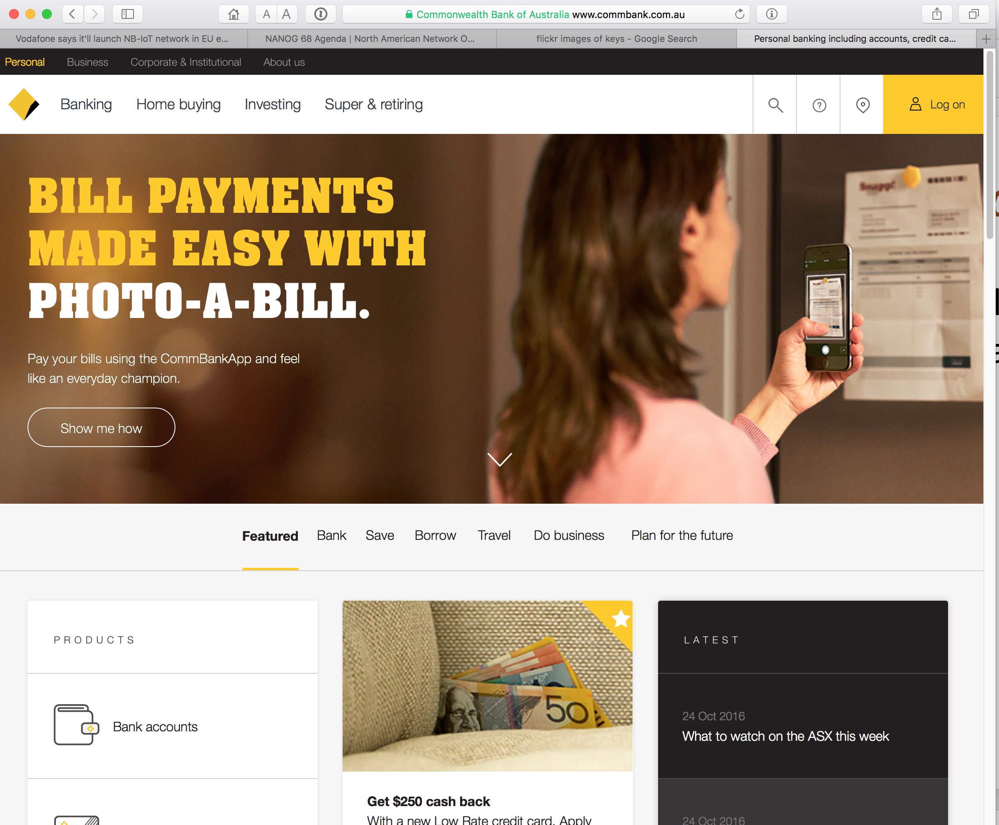 Commonwealth Bank of Australia www.commbank.com.au
Vodafone says it'll launch NB-IoT network in EU e...
NANOG 68 Agenda | North American Network O...
flickr images of keys - Google Search
Personal banking including accounts, credit ca...
Personal
Business
Corporate & Institutional
About us
Banking
Home buying
Investing
Super & retiring
Log on
BILL PAYMENTS
MADE EASY WITH
PHOTO-A-BILL.
Pay your bills using the CommBankApp and feel
like an everyday champion.
Show me how
Snapp!
Featured
Bank
Save
Borrow
Travel
Do business
Plan for the future
PRODUCTS
Bank accounts
50
Get $250 cash back
With a new Low Rate credit card. Apply
LATEST
24 Oct 2016
What to watch on the ASX this week
24 Oct 2016